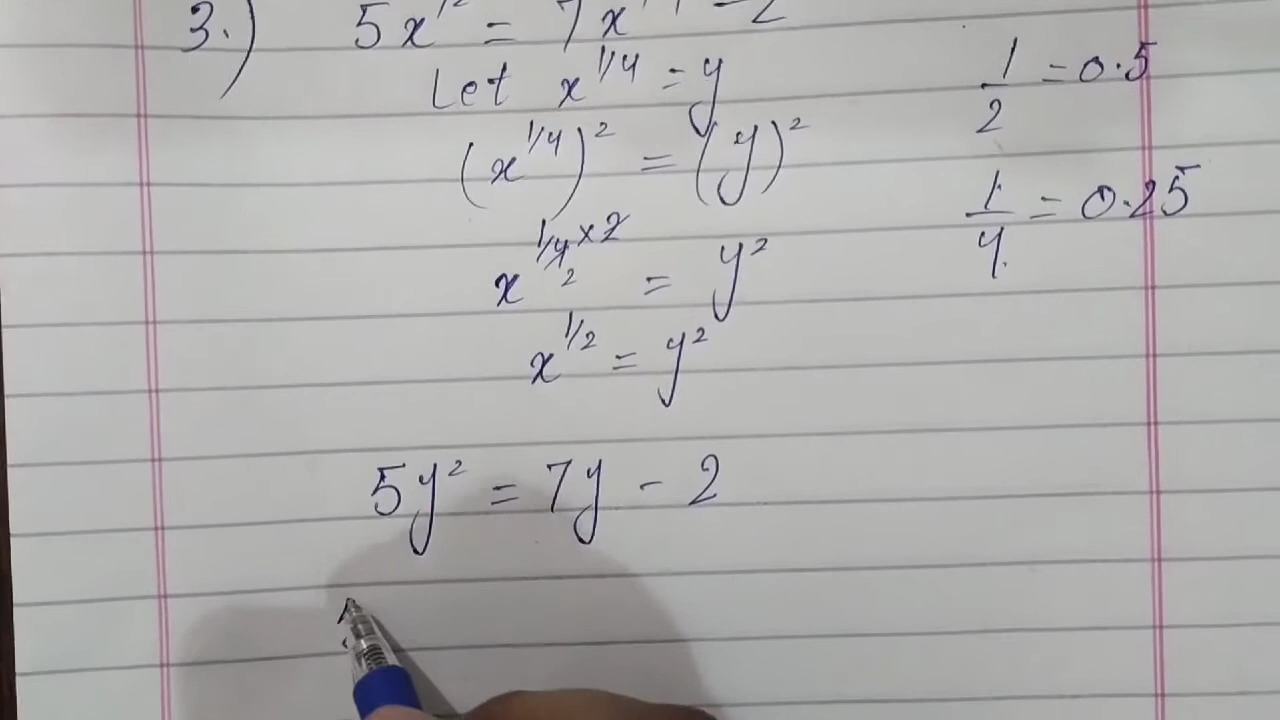 3.) 5x^1/2 = 7x^1/4 - 2
Let x^1/4 = y
(x^1/4)^2 = (y)^2
x^1/4×2 2 = y^2
x^1/2 = y^2
5y^2 = 7y - 2
1/2 = 0.5
1/4 = 0.25